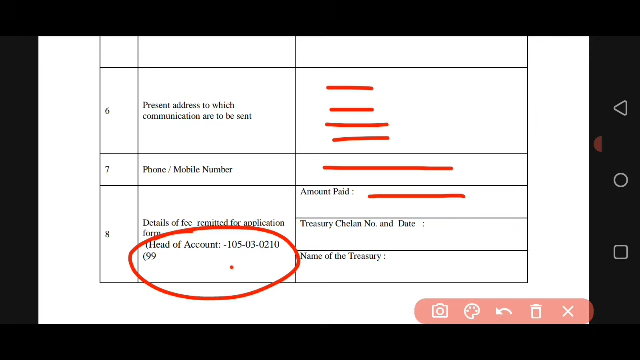 6
Present address to which
communication are to be sent
7
Phone / Mobile Number
8
Details of fee remitted for application
form
(Head of Account: -105-03-0210
(99
Amount Paid :
Treasury Chelan No. and Date :
Name of the Treasury :